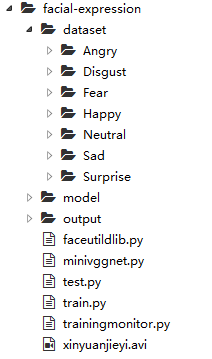 facial-expression
dataset
Angry
Disgust
Fear
Happy
Neutral
Sad
Surprise
model
output
faceutildlib.py
minivggnet.py
test.py
train.py
trainingmonitor.py
xinyuanjieyi.avi